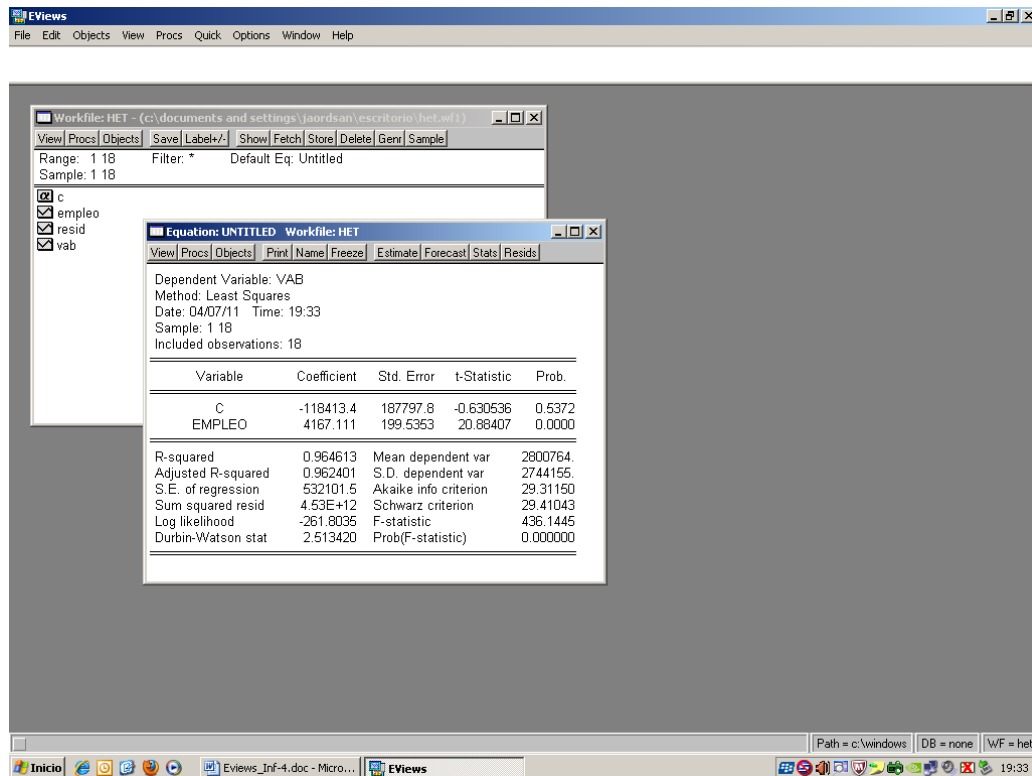 EViews
File Edit Objects View Procs Quick Options Window Help
Workfile: HET - (c:\documents and settings\jaordsan\escritorio\het.wf1)
View Procs Objects Save Label+/- Show Fetch Store Delete Genr Sample
Range: 1 18 Filter: * Default Eq: Untitled
Sample: 1 18
c
empleo
resid
vab
Equation: UNTITLED Workfile: HET
View Procs Objects Print Name Freeze Estimate Forecast Stats Resids
Dependent Variable: VAB
Method: Least Squares
Date: 04/07/11 Time: 19:33
Sample: 1 18
Included observations: 18
Variable Coefficient Std. Error t-Statistic Prob.
C -118413.4 187797.8 -0.630536 0.5372
EMPLEO 4167.111 199.5353 20.88407 0.0000
R-squared 0.964613 Mean dependent var 2800764.
Adjusted R-squared 0.962401 S.D. dependent var 2744155.
S.E. of regression 532101.5 Akaike info criterion 29.31150
Sum squared resid 4.53E+12 Schwarz criterion 29.41043
Log likelihood -261.8035 F-statistic 436.1445
Durbin-Watson stat 2.513420 Prob(F-statistic) 0.000000
Path = c:\windows DB = none WF = het
Inicio Eviews_Inf-4.doc - Micro... EViews 19:33